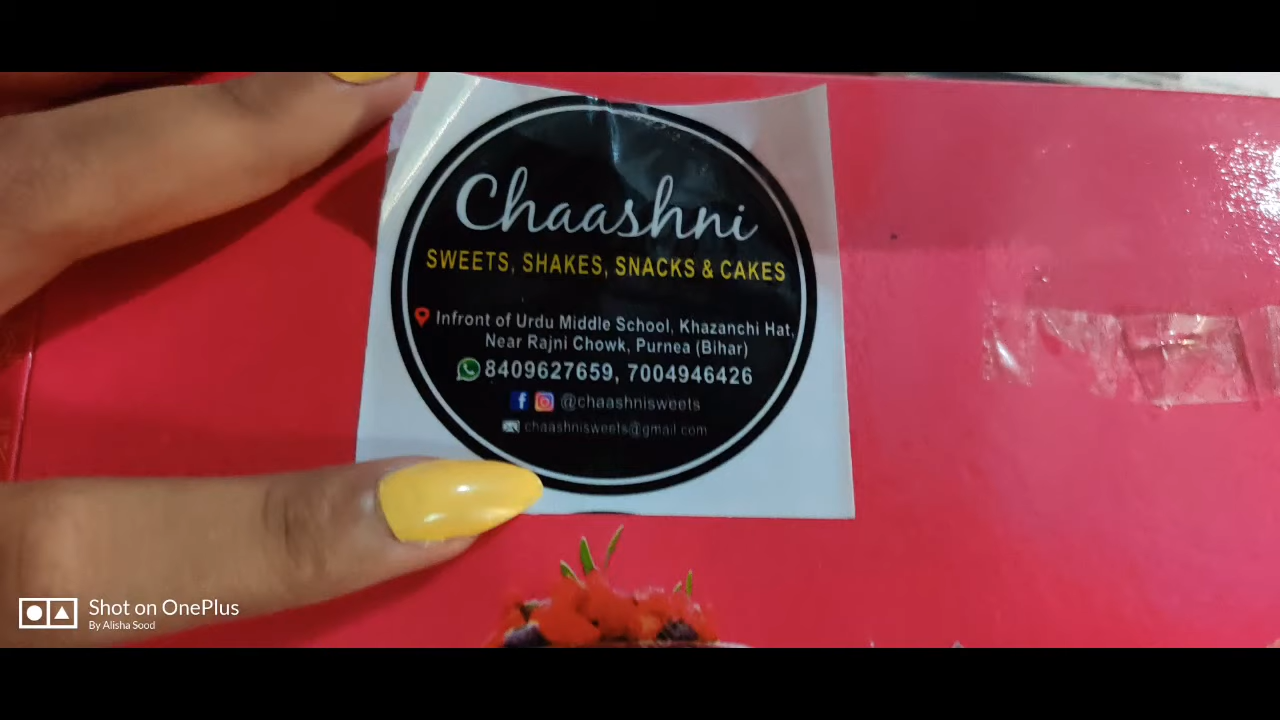 Chaashni
SWEETS, SHAKES, SNACKS & CAKES
Infront of Urdu Middle School, Khazanchi Hat,
Near Rajni Chowk, Purnea (Bihar)
8409627659, 7004946426
@chaashnisweets
chaashnisweets@gmail.com
Shot on OnePlus
By Alisha Sood